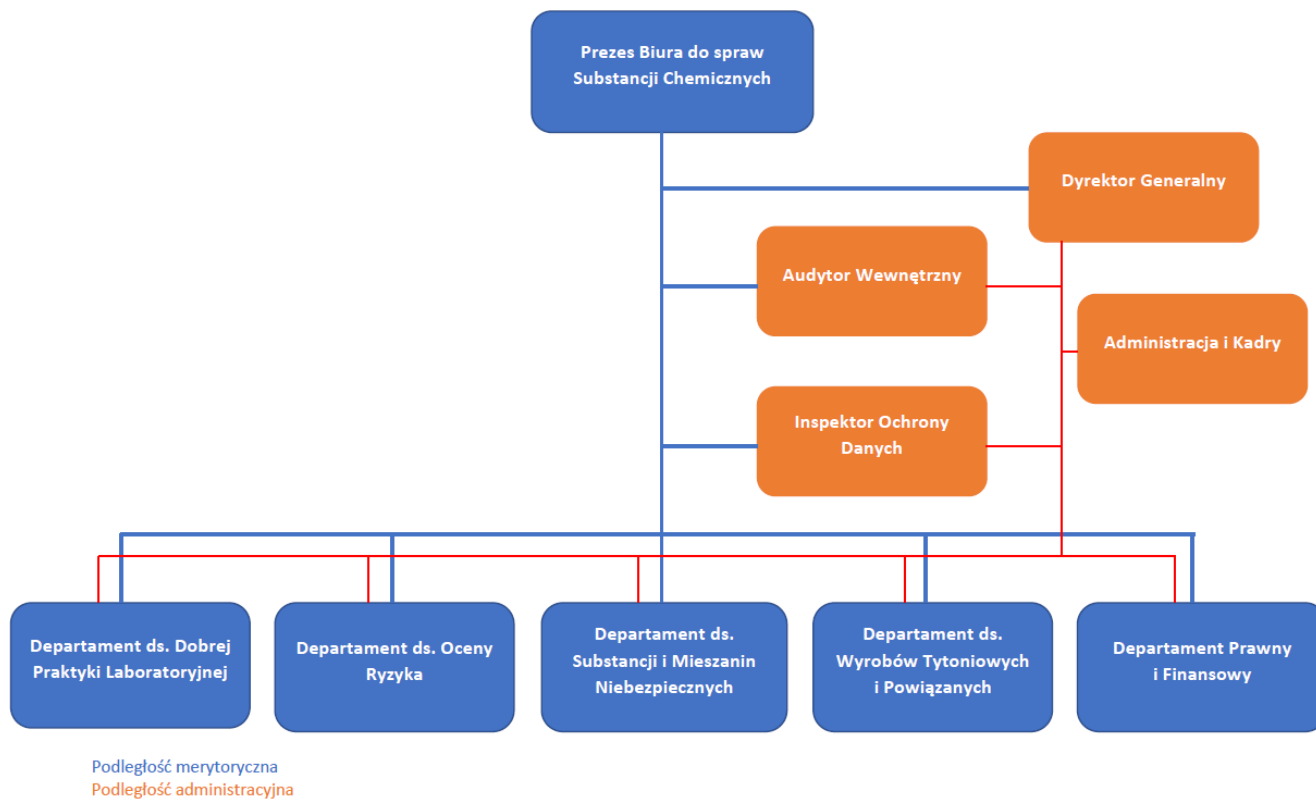 Prezes Biura do spraw
Substancji Chemicznych
Dyrektor Generalny
Audytor Wewnętrzny
Administracja i Kadry
Inspektor Ochrony
Danych
Departament ds. Dobrej
Praktyki Laboratoryjnej
Departament ds. Oceny
Ryzyka
Departament ds.
Substancji i Mieszanin
Niebezpiecznych
Departament ds.
Wyrobów Tytoniowych
i Powiązanych
Departament Prawny
i Finansowy
Podległość merytoryczna
Podległość administracyjna